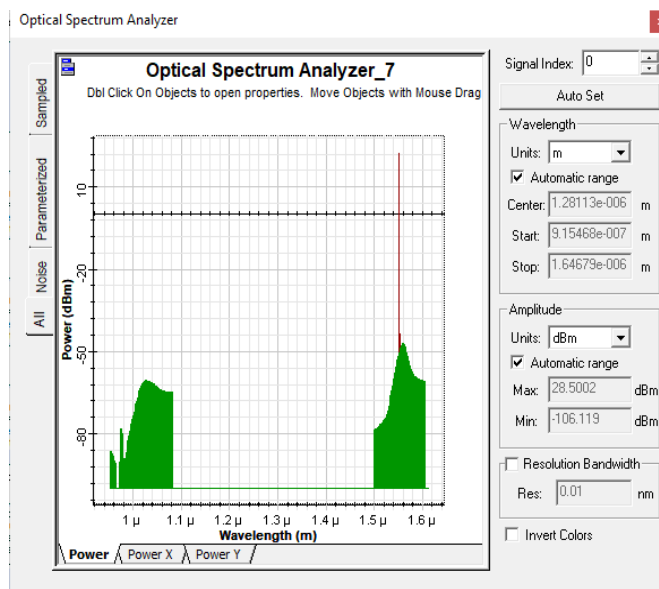 Optical Spectrum Analyzer
Optical Spectrum Analyzer_7
Dbl Click On Objects to open properties. Move Objects with Mouse Drag
Sampled
Parameterized
Noise
All
Power (dBm)
10
-20
-50
-80
1 µ
1.1 µ
1.2 µ
1.3 µ
1.4 µ
1.5 µ
1.6 µ
Wavelength (m)
Power
Power X
Power Y
Signal Index: 0
Auto Set
Wavelength
Units: m
Automatic range
Center: 1.28113e-006 m
Start: 9.15468e-007 m
Stop: 1.64679e-006 m
Amplitude
Units: dBm
Automatic range
Max: 28.5002 dBm
Min: -106.119 dBm
Resolution Bandwidth
Res: 0.01 nm
Invert Colors